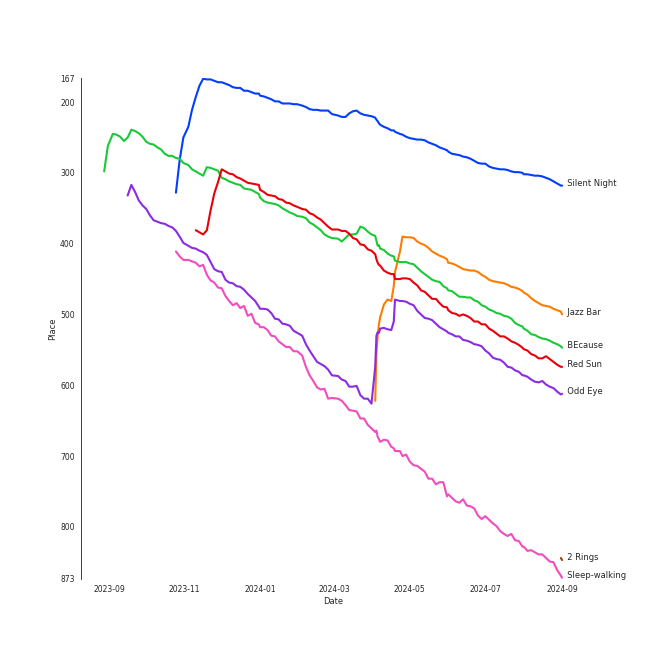 167
200
300
400
500
600
700
800
873
Place
2023-09
2023-11
2024-01
2024-03
2024-05
2024-07
2024-09
Date
Silent Night
Jazz Bar
BEcause
Red Sun
Odd Eye
2 Rings
Sleep-walking